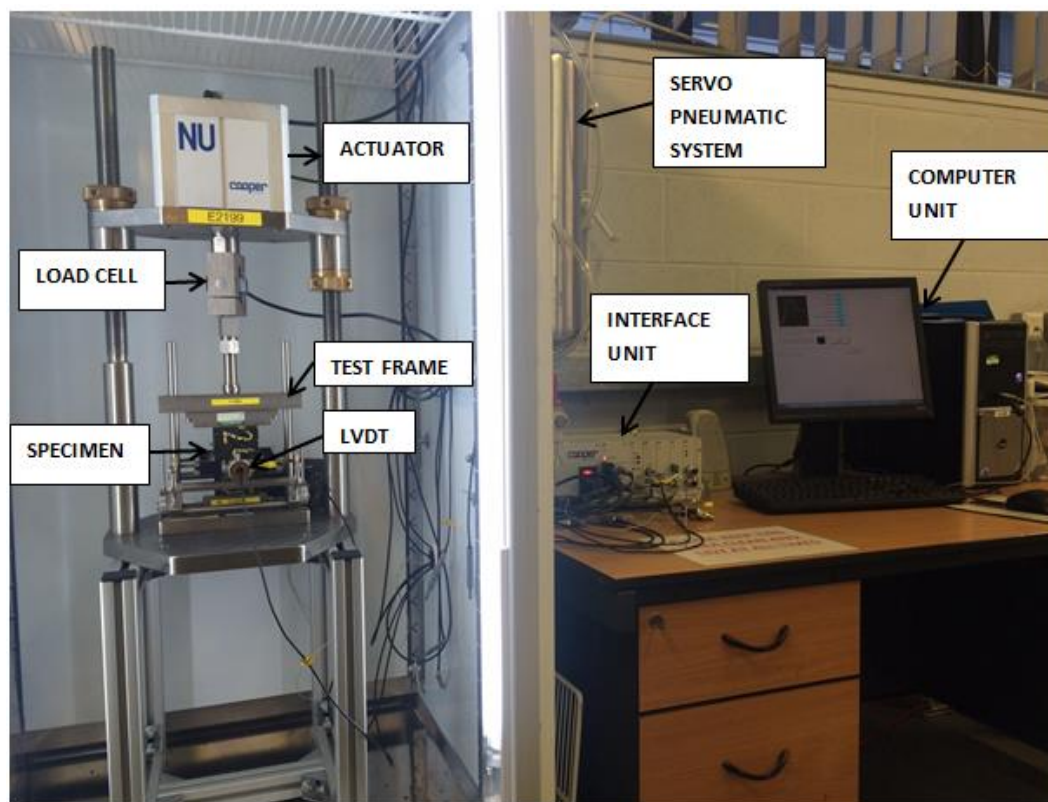 NU
cooper
E2199
ACTUATOR
LOAD CELL
TEST FRAME
SPECIMEN
LVDT
SERVO
PNEUMATIC
SYSTEM
COMPUTER
UNIT
INTERFACE
UNIT
cooper